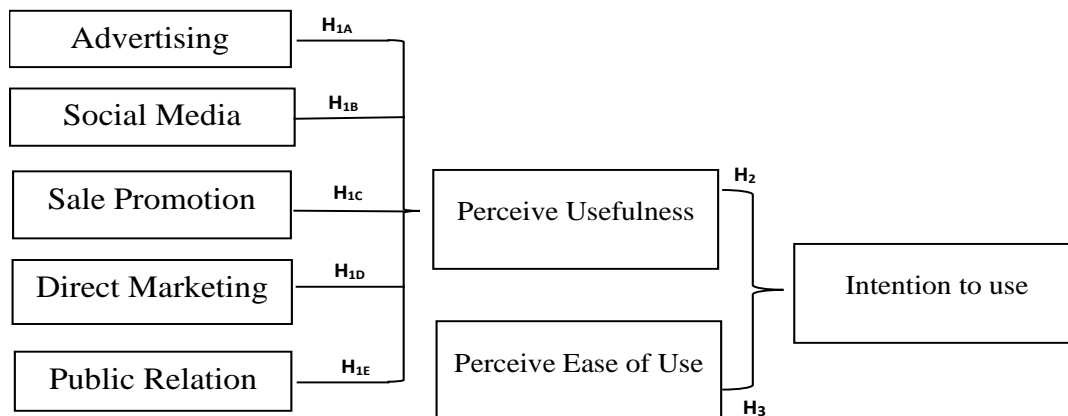 Advertising
H1A
Social Media
H1B
Sale Promotion
H1C
Direct Marketing
H1D
Public Relation
H1E
Perceive Usefulness
H2
Perceive Ease of Use
H3
Intention to use